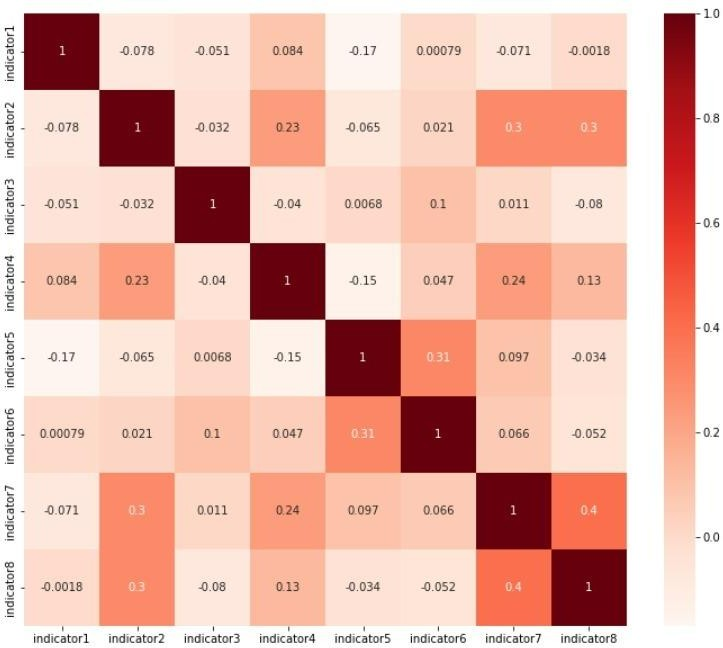 indicator1 1 -0.078 -0.051 0.084 -0.17 0.00079 -0.071 -0.0018
indicator2 -0.078 1 -0.032 0.23 -0.065 0.021 0.3 0.3
indicator3 -0.051 -0.032 1 -0.04 0.0068 0.1 0.011 -0.08
indicator4 0.084 0.23 -0.04 1 -0.15 0.047 0.24 0.13
indicator5 -0.17 -0.065 0.0068 -0.15 1 0.31 0.097 -0.034
indicator6 0.00079 0.021 0.1 0.047 0.31 1 0.066 -0.052
indicator7 -0.071 0.3 0.011 0.24 0.097 0.066 1 0.4
indicator8 -0.0018 0.3 -0.08 0.13 -0.034 -0.052 0.4 1
indicator1 indicator2 indicator3 indicator4 indicator5 indicator6 indicator7 indicator8
1.0
0.8
0.6
0.4
0.2
0.0